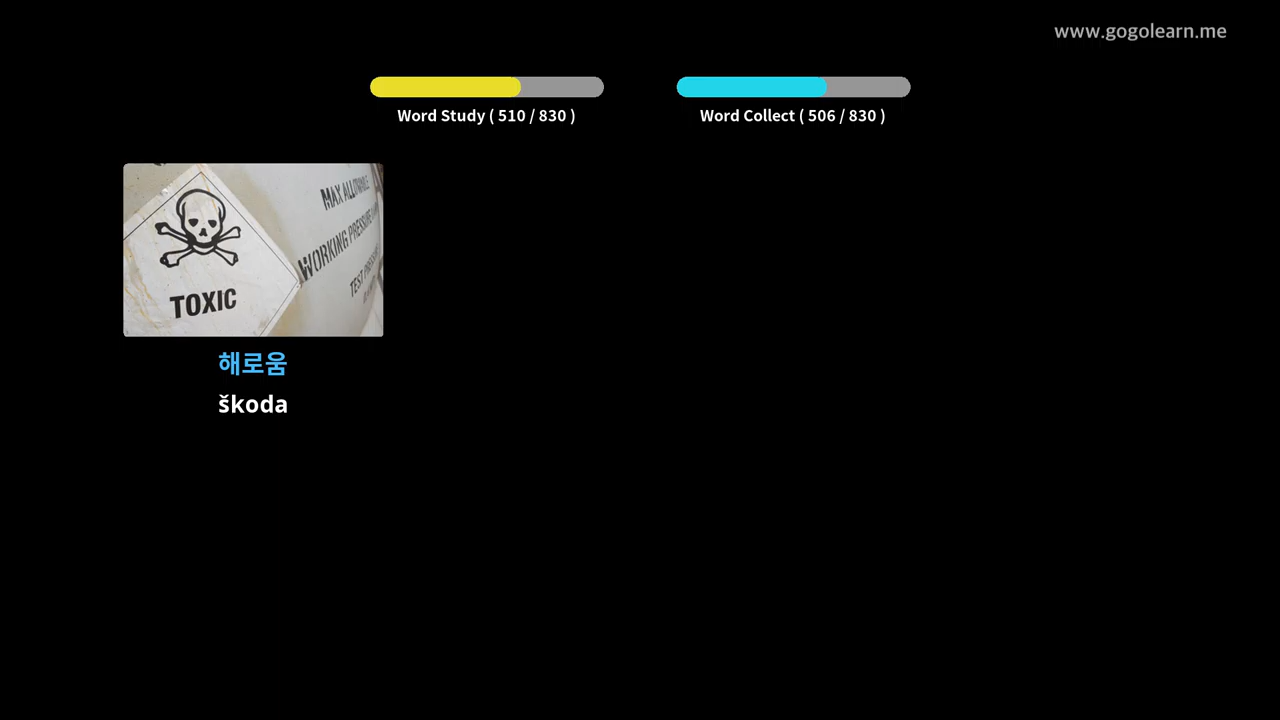 www.gogolearn.me
Word Study ( 510 / 830 )
Word Collect ( 506 / 830 )
MAX ALLOWABLE
WORKING PRESSURE
TEST
TOXIC
해로움
škoda